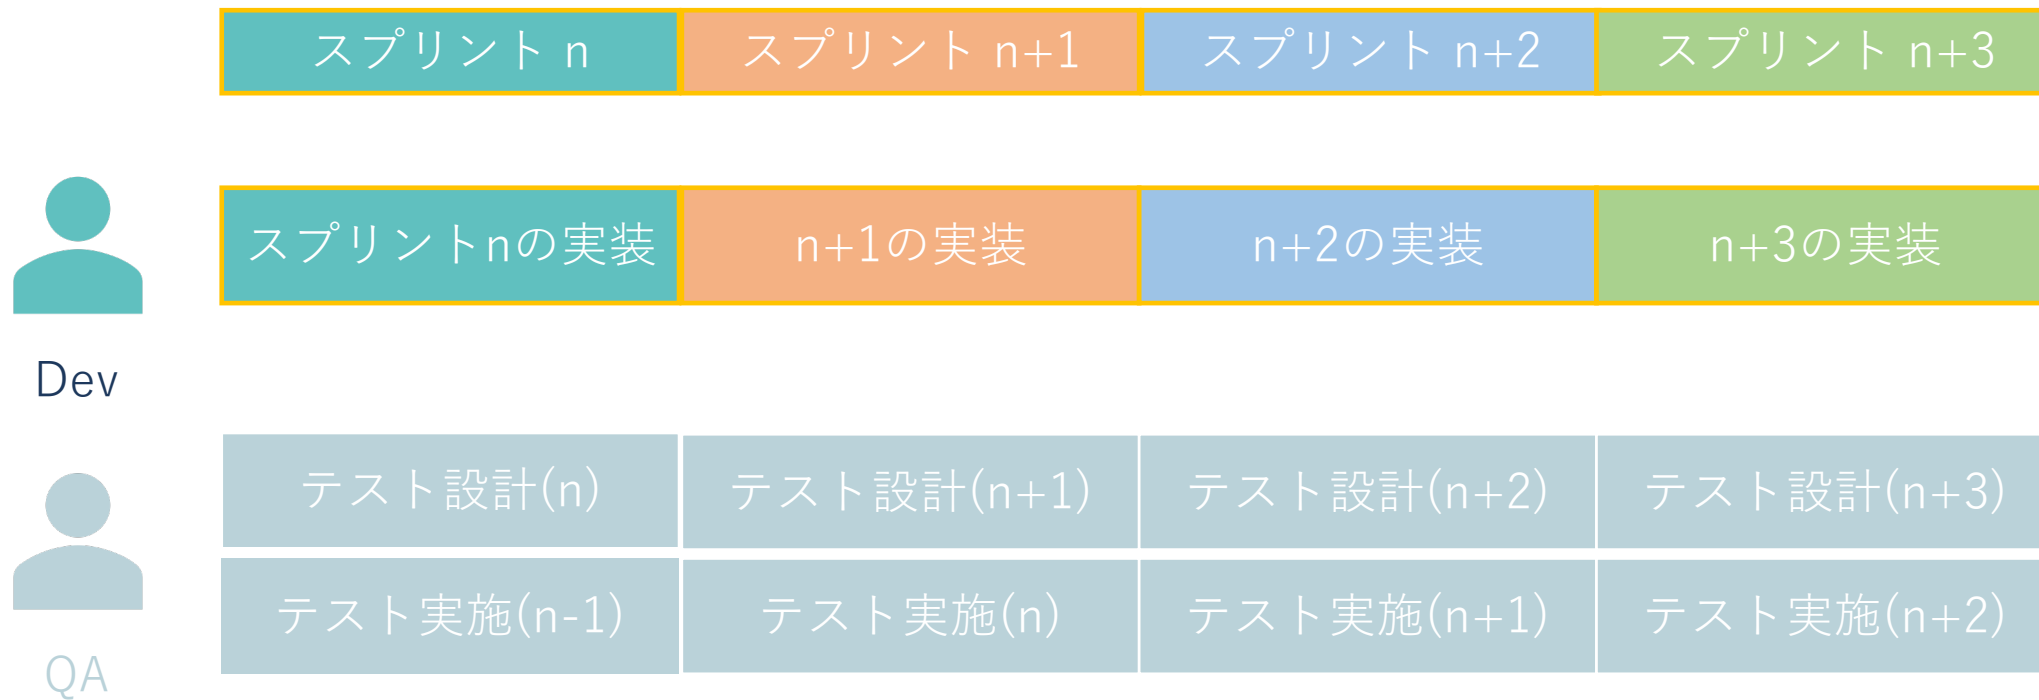 スプリント n
スプリント n+1
スプリント n+2
スプリント n+3
スプリントnの実装
n+1の実装
n+2の実装
n+3の実装
Dev
テスト設計(n)
テスト設計(n+1)
テスト設計(n+2)
テスト設計(n+3)
テスト実施(n-1)
テスト実施(n)
テスト実施(n+1)
テスト実施(n+2)
QA